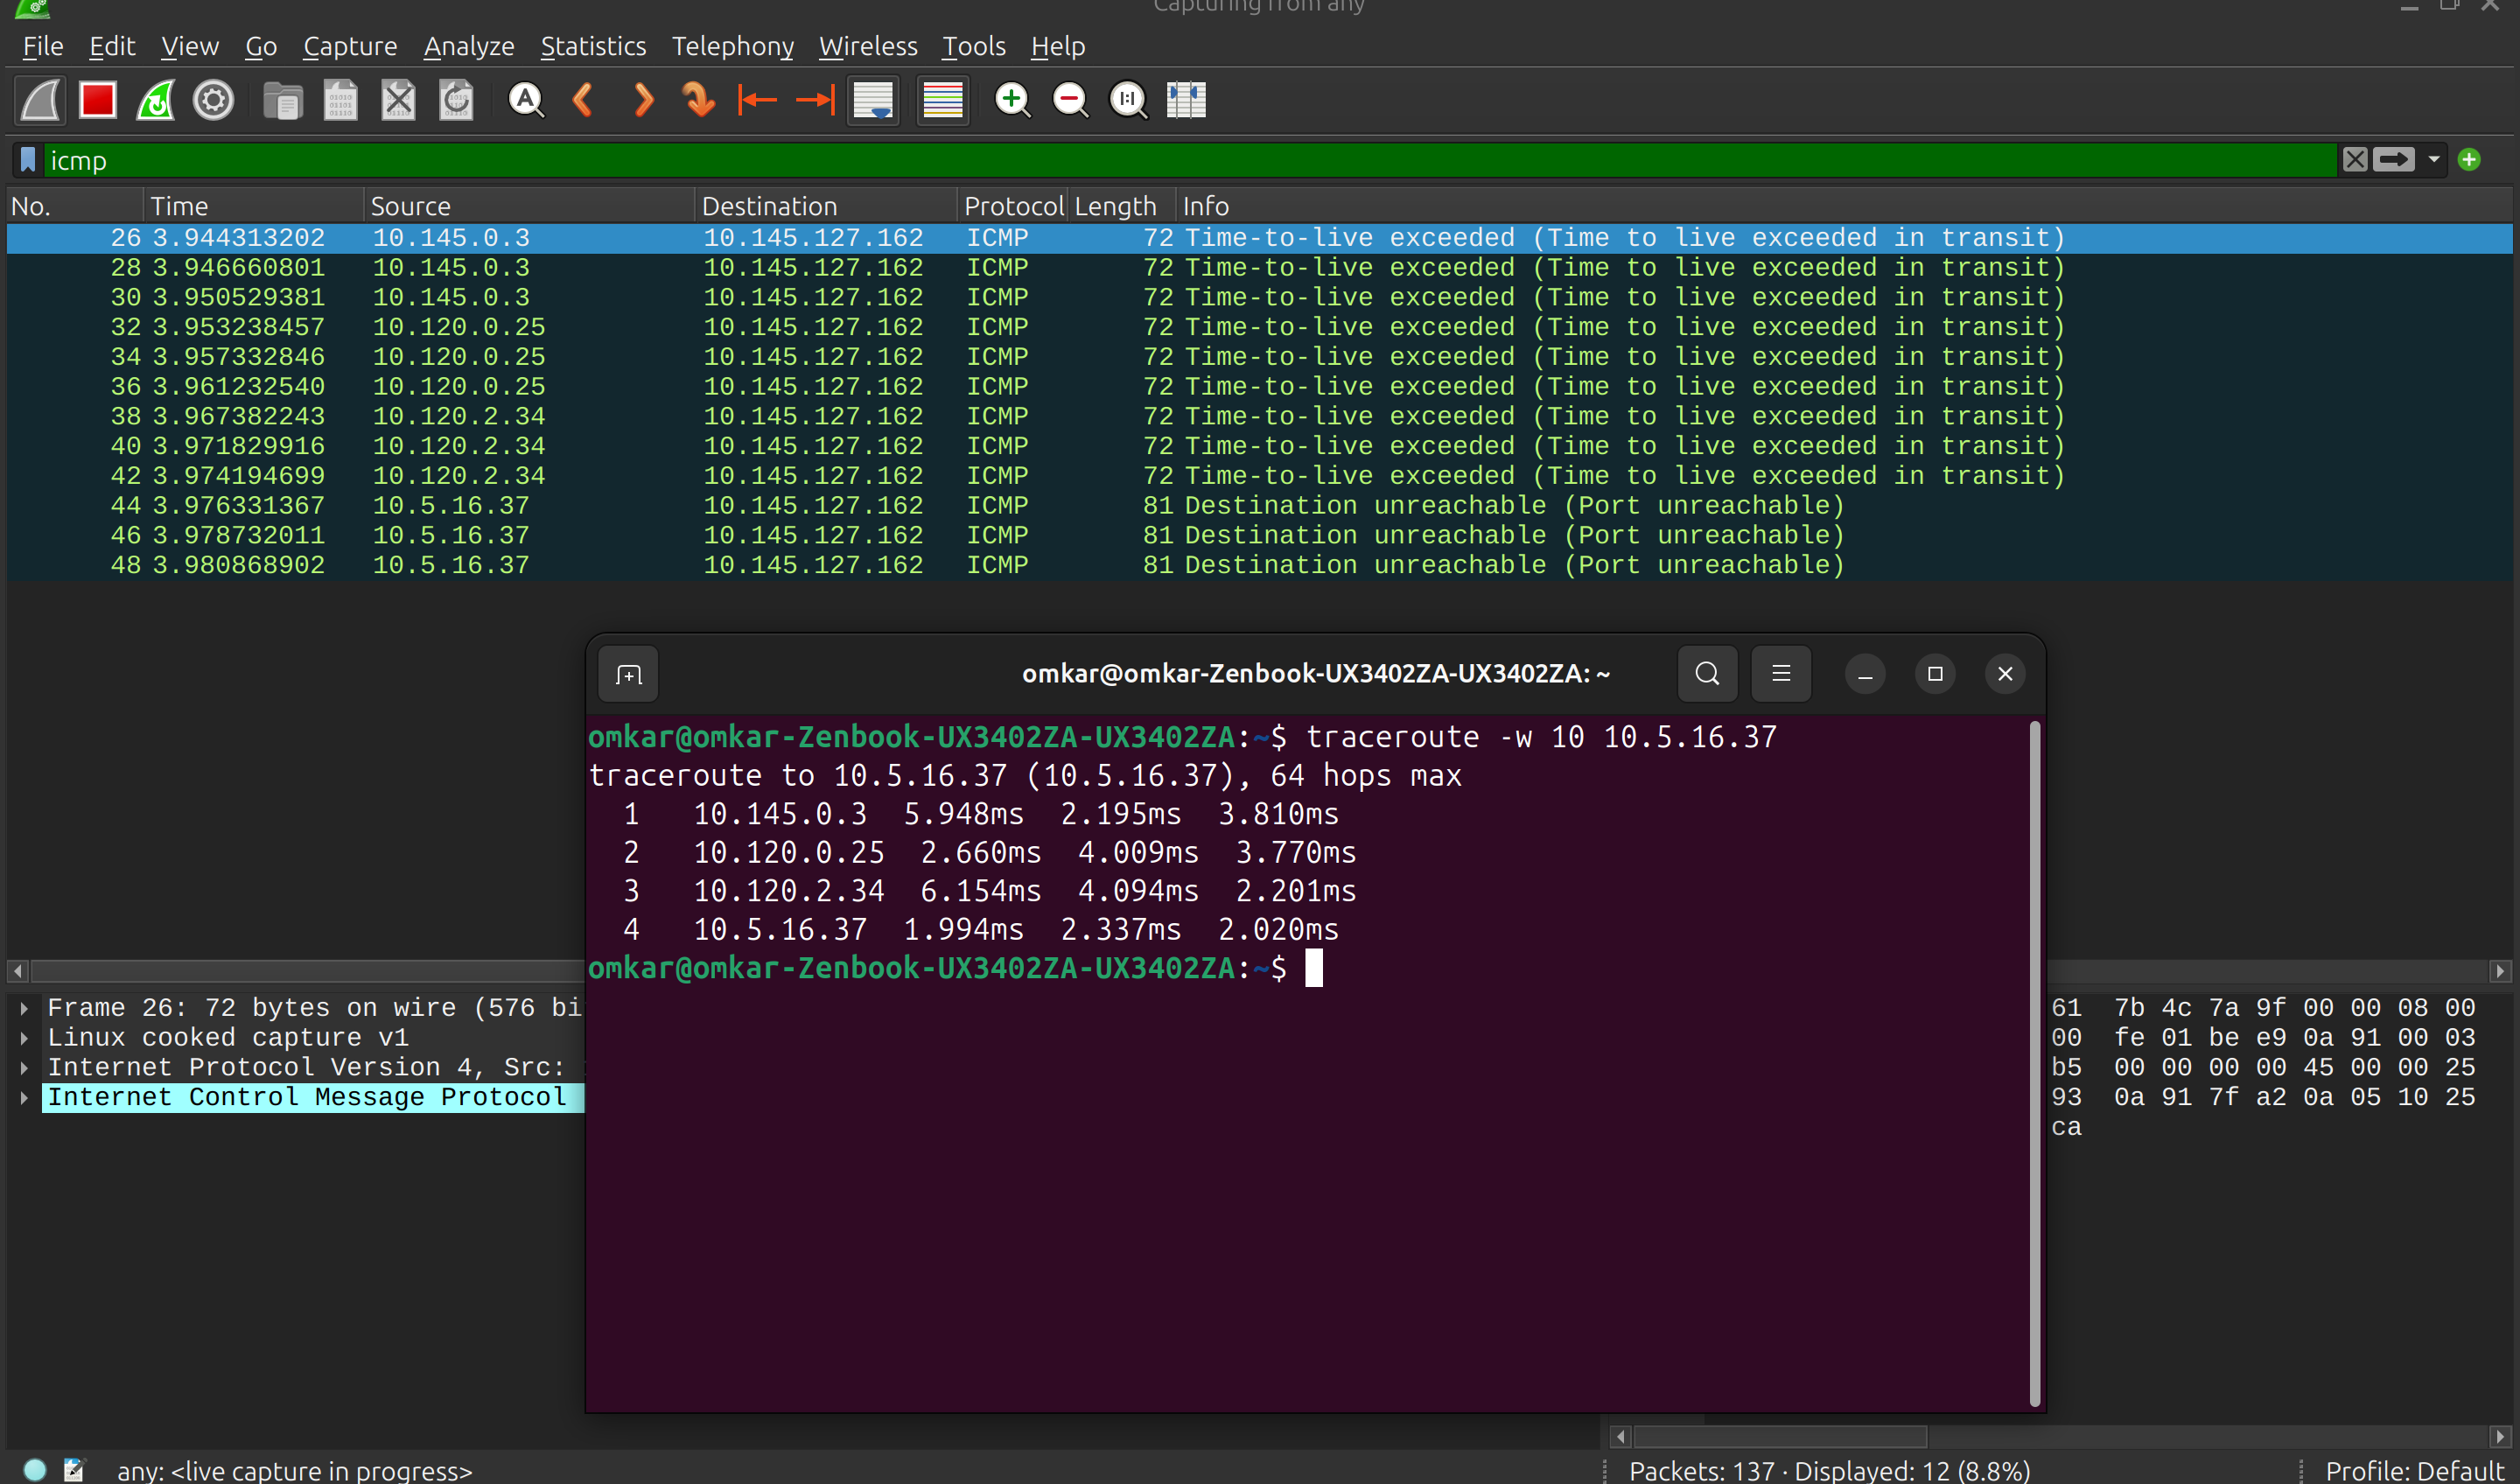 Capturing from any
File Edit View Go Capture Analyze Statistics Telephony Wireless Tools Help
icmp
No. Time Source Destination Protocol Length Info
26 3.944313202 10.145.0.3 10.145.127.162 ICMP 72 Time-to-live exceeded (Time to live exceeded in transit)
28 3.946660801 10.145.0.3 10.145.127.162 ICMP 72 Time-to-live exceeded (Time to live exceeded in transit)
30 3.950529381 10.145.0.3 10.145.127.162 ICMP 72 Time-to-live exceeded (Time to live exceeded in transit)
32 3.953238457 10.120.0.25 10.145.127.162 ICMP 72 Time-to-live exceeded (Time to live exceeded in transit)
34 3.957332846 10.120.0.25 10.145.127.162 ICMP 72 Time-to-live exceeded (Time to live exceeded in transit)
36 3.961232540 10.120.0.25 10.145.127.162 ICMP 72 Time-to-live exceeded (Time to live exceeded in transit)
38 3.967382243 10.120.2.34 10.145.127.162 ICMP 72 Time-to-live exceeded (Time to live exceeded in transit)
40 3.971829916 10.120.2.34 10.145.127.162 ICMP 72 Time-to-live exceeded (Time to live exceeded in transit)
42 3.974194699 10.120.2.34 10.145.127.162 ICMP 72 Time-to-live exceeded (Time to live exceeded in transit)
44 3.976331367 10.5.16.37 10.145.127.162 ICMP 81 Destination unreachable (Port unreachable)
46 3.978732011 10.5.16.37 10.145.127.162 ICMP 81 Destination unreachable (Port unreachable)
48 3.980868902 10.5.16.37 10.145.127.162 ICMP 81 Destination unreachable (Port unreachable)
omkar@omkar-Zenbook-UX3402ZA-UX3402ZA: ~
omkar@omkar-Zenbook-UX3402ZA-UX3402ZA:~$ traceroute -w 10 10.5.16.37
traceroute to 10.5.16.37 (10.5.16.37), 64 hops max
1 10.145.0.3 5.948ms 2.195ms 3.810ms
2 10.120.0.25 2.660ms 4.009ms 3.770ms
3 10.120.2.34 6.154ms 4.094ms 2.201ms
4 10.5.16.37 1.994ms 2.337ms 2.020ms
omkar@omkar-Zenbook-UX3402ZA-UX3402ZA:~$
Frame 26: 72 bytes on wire (576 bi
Linux cooked capture v1
Internet Protocol Version 4, Src:
Internet Control Message Protocol
61 7b 4c 7a 9f 00 00 08 00
00 fe 01 be e9 0a 91 00 03
b5 00 00 00 00 45 00 00 25
93 0a 91 7f a2 0a 05 10 25
ca
any: <live capture in progress>
Packets: 137 · Displayed: 12 (8.8%)
Profile: Default